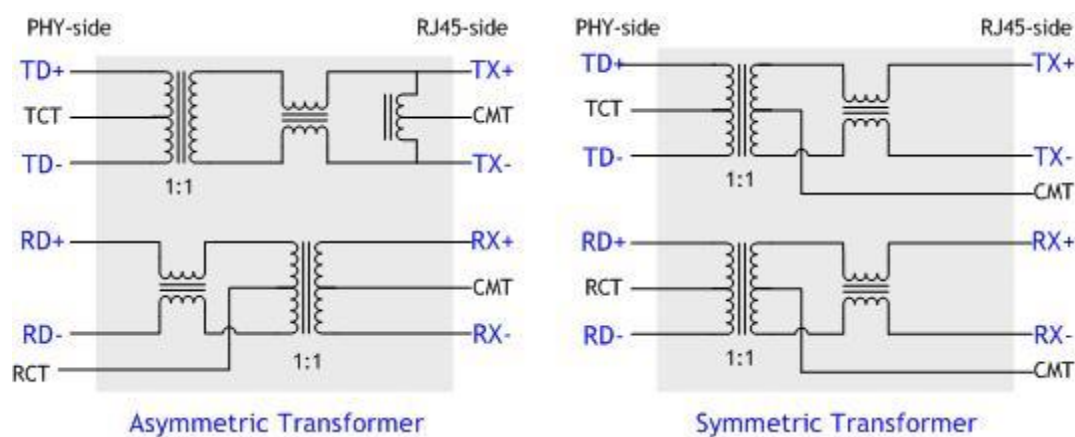 PHY-side
RJ45-side
TD+
TX+
TCT
CMT
TD-
TX-
1:1
RD+
RX+
CMT
RD-
RX-
RCT
1:1
Asymmetric Transformer
PHY-side
RJ45-side
TD+
TX+
TCT
TD-
TX-
1:1
CMT
RD+
RX+
RCT
RD-
RX-
1:1
CMT
Symmetric Transformer